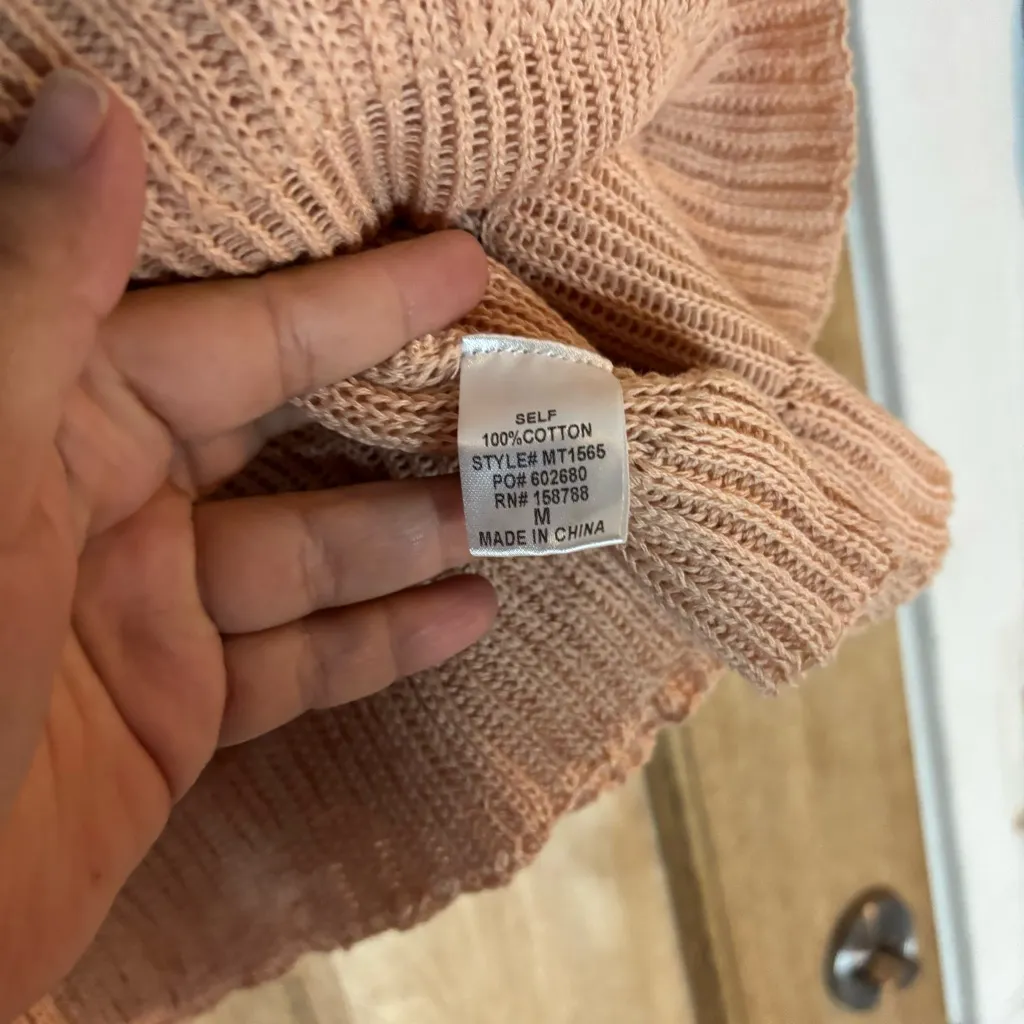 SELF
100%COTTON
STYLE# MT1565
PO# 602680
RN# 158788
M
MADE IN CHINA